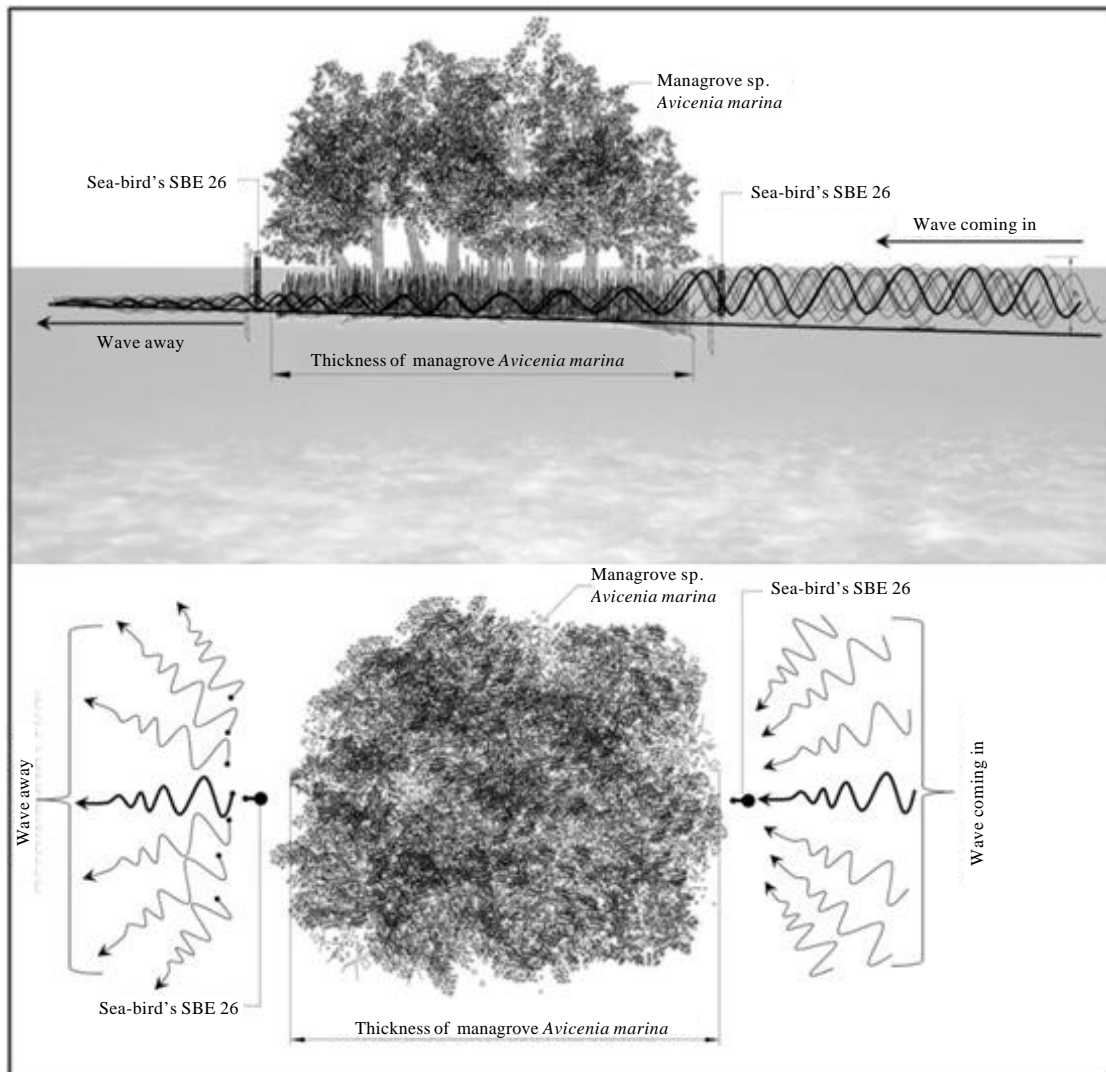 Managrove sp.
Avicenia marina
Sea-bird's SBE 26
Sea-bird's SBE 26
Wave coming in
Wave away
Thickness of managrove Avicenia marina
Managrove sp.
Avicenia marina
Sea-bird's SBE 26
Wave away
Wave coming in
Sea-bird's SBE 26
Thickness of managrove Avicenia marina